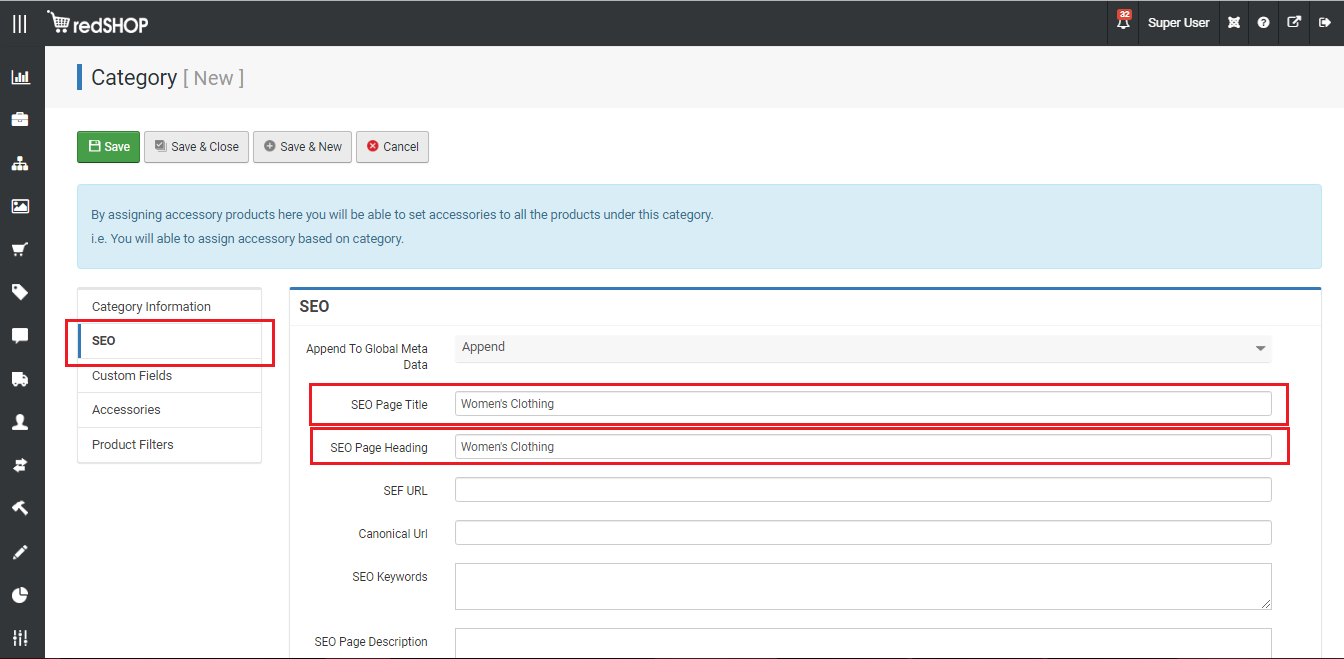 redSHOP
32
Super User
Category [ New ]
Save
Save & Close
Save & New
Cancel
By assigning accessory products here you will be able to set accessories to all the products under this category.
i.e. You will able to assign accessory based on category.
Category Information
SEO
Custom Fields
Accessories
Product Filters
SEO
Append To Global Meta
Data
Append
SEO Page Title
Women's Clothing
SEO Page Heading
Women's Clothing
SEF URL
Canonical Url
SEO Keywords
SEO Page Description